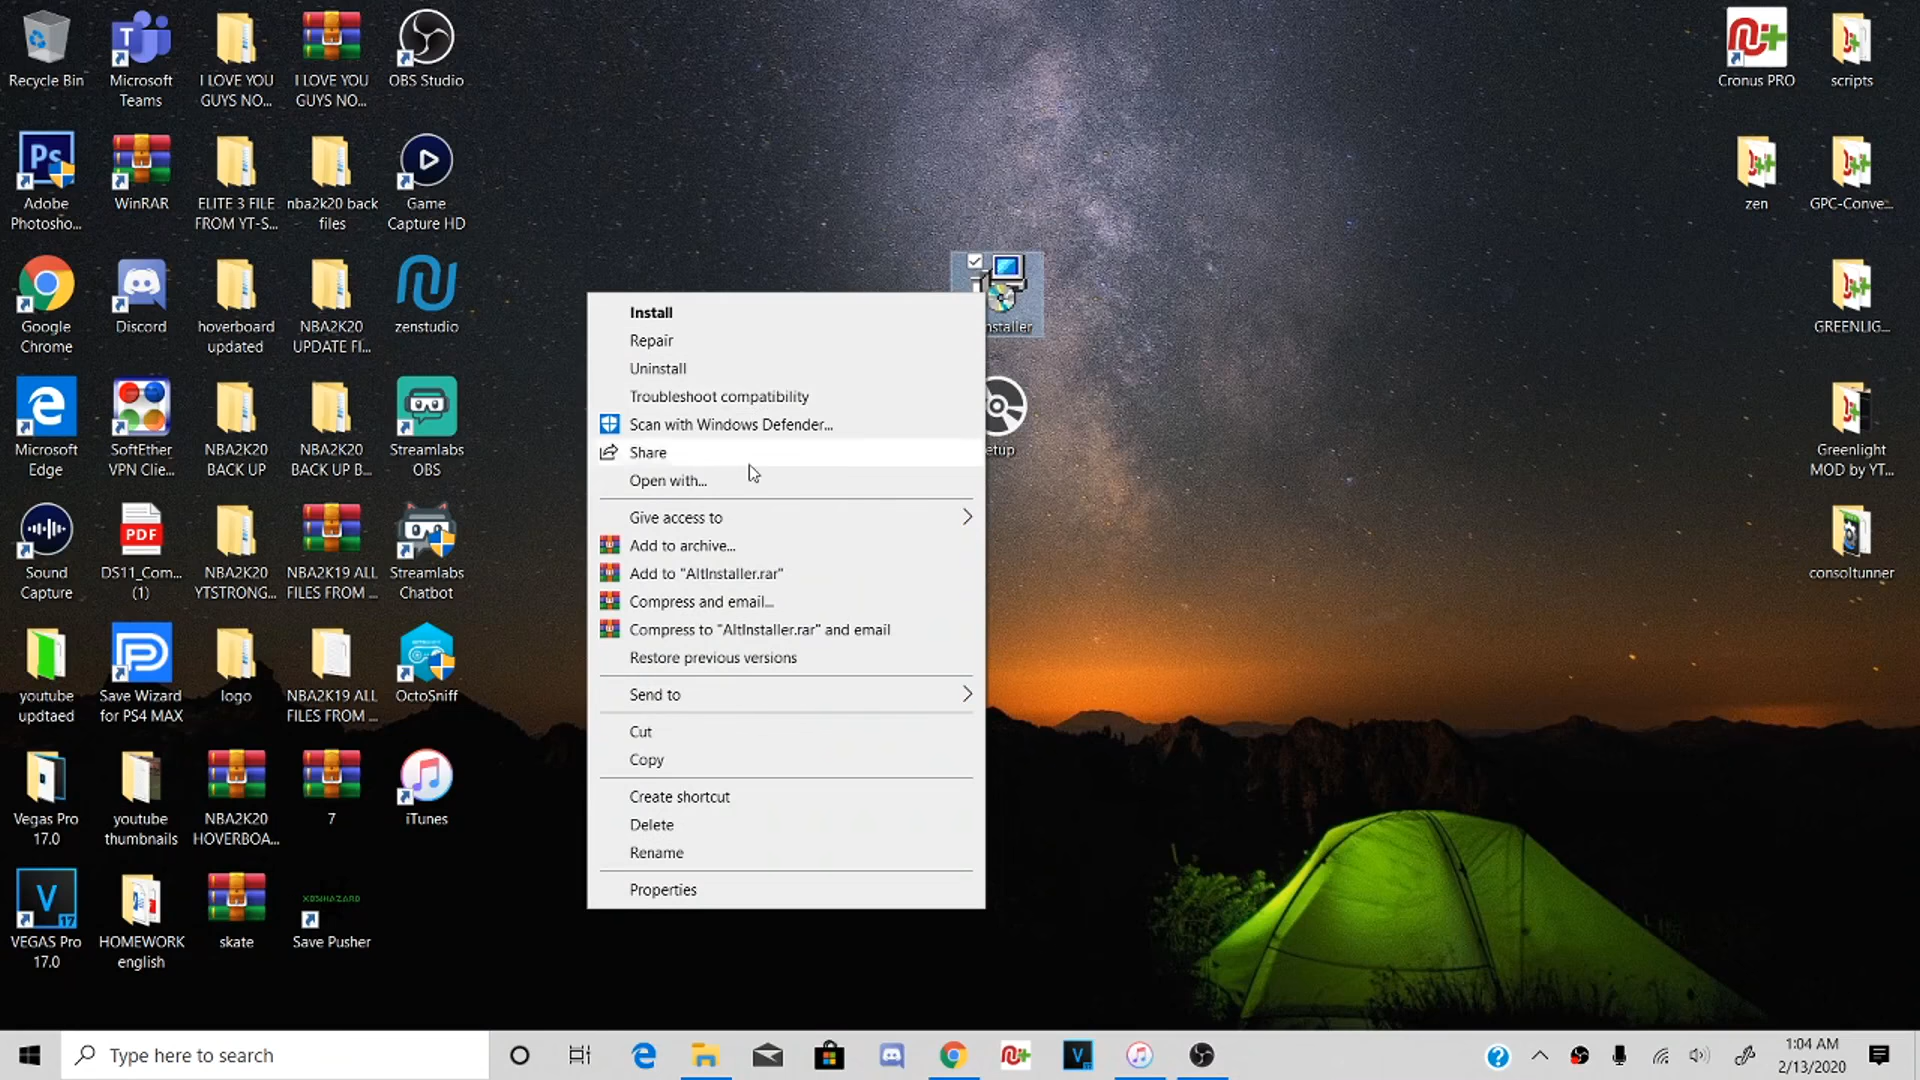 Recycle Bin
Microsoft
Teams
I LOVE YOU
GUYS NO...
I LOVE YOU
GUYS NO...
OBS Studio
Cronus PRO
scripts
Ps
Adobe
Photosho...
WinRAR
ELITE 3 FILE
FROM YT-S...
nba2k20 back
files
Game
Capture HD
zen
GPC-Conve...
Google
Chrome
Discord
hoverboard
updated
NBA2K20
UPDATE FI...
zenstudio
nstaller
GREENLIG...
Microsoft
Edge
SoftEther
VPN Clie...
NBA2K20
BACK UP
NBA2K20
BACK UP B...
Streamlabs
OBS
etup
Greenlight
MOD by YT...
Sound
Capture
PDF
DS11_Com...
(1)
NBA2K20
YTSTRONG...
NBA2K19 ALL
FILES FROM ...
Streamlabs
Chatbot
consoltunner
youtube
updtaed
Save Wizard
for PS4 MAX
logo
NBA2K19 ALL
FILES FROM ...
OctoSniff
Vegas Pro
17.0
youtube
thumbnails
NBA2K20
HOVERBOA...
7
iTunes
V
17
VEGAS Pro
17.0
HOMEWORK
english
skate
Save Pusher
Install
Repair
Uninstall
Troubleshoot compatibility
Scan with Windows Defender...
Share
Open with...
Give access to
Add to archive...
Add to "AltInstaller.rar"
Compress and email...
Compress to "AltInstaller.rar" and email
Restore previous versions
Send to
Cut
Copy
Create shortcut
Delete
Rename
Properties
Type here to search
V
1:04 AM
2/13/2020